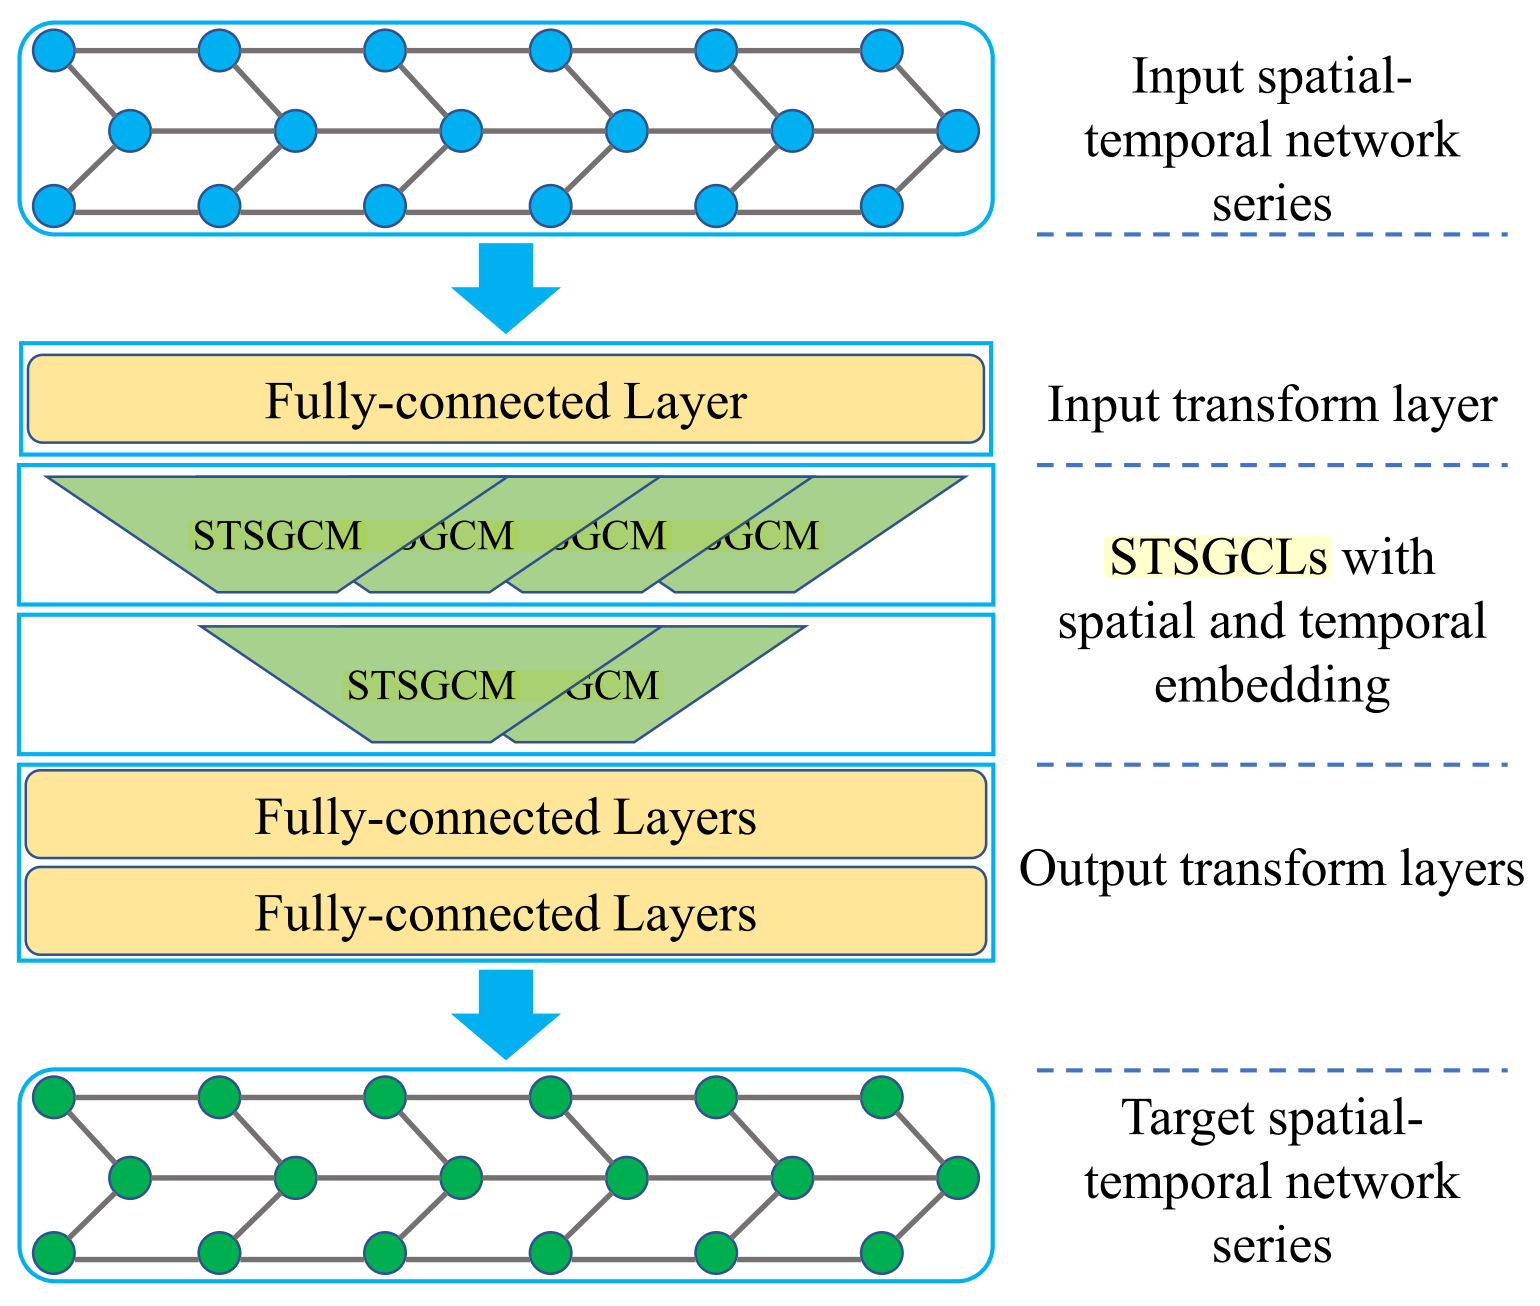 Input spatial-
temporal network
series
Fully-connected Layer
Input transform layer
STSGCM SGCM SGCM SGCM
STSGCLs with
spatial and temporal
embedding
STSGCM GCM
Fully-connected Layers
Fully-connected Layers
Output transform layers
Target spatial-
temporal network
series